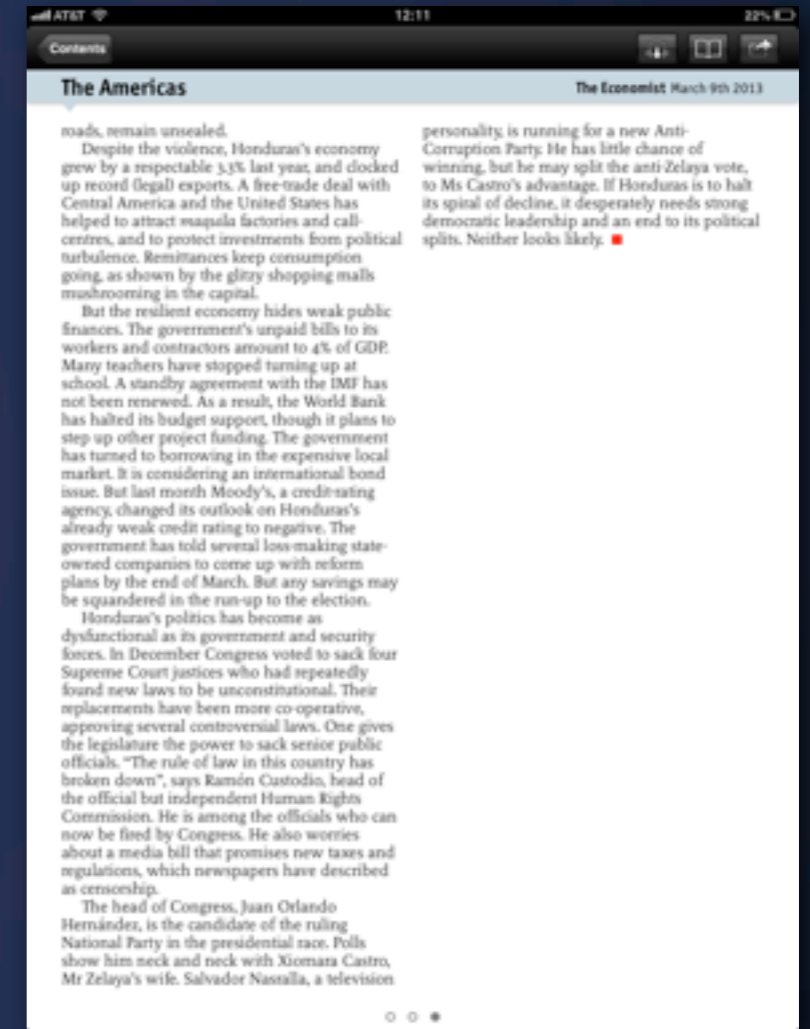 AT&T 12:11 22%
Contents
The Americas The Economist March 9th 2013
roads, remain unsealed.
Despite the violence, Honduras's economy
grew by a respectable 3.3% last year, and clocked
up record (legal) exports. A free-trade deal with
Central America and the United States has
helped to attract maquila factories and call-
centres, and to protect investments from political
turbulence. Remittances keep consumption
going, as shown by the glitzy shopping malls
mushrooming in the capital.
But the resilient economy hides weak public
finances. The government's unpaid bills to its
workers and contractors amount to 4% of GDP.
Many teachers have stopped turning up at
school. A standby agreement with the IMF has
not been renewed. As a result, the World Bank
has halted its budget support, though it plans to
step up other project funding. The government
has turned to borrowing in the expensive local
market. It is considering an international bond
issue. But last month Moody's, a credit-rating
agency, changed its outlook on Honduras's
already weak credit rating to negative. The
government has told several loss-making state-
owned companies to come up with reform
plans by the end of March. But any savings may
be squandered in the run-up to the election.
Honduras's politics has become as
dysfunctional as its government and security
forces. In December Congress voted to sack four
Supreme Court justices who had repeatedly
found new laws to be unconstitutional. Their
replacements have been more co-operative,
approving several controversial laws. One gives
the legislature the power to sack senior public
officials. "The rule of law in this country has
broken down", says Ramón Custodio, head of
the official but independent Human Rights
Commission. He is among the officials who can
now be fired by Congress. He also worries
about a media bill that promises new taxes and
regulations, which newspapers have described
as censorship.
The head of Congress, Juan Orlando
Hernández, is the candidate of the ruling
National Party in the presidential race. Polls
show him neck and neck with Xiomara Castro,
Mr Zelaya's wife. Salvador Nasralla, a television
personality, is running for a new Anti-
Corruption Party. He has little chance of
winning, but he may split the anti-Zelaya vote,
to Ms Castro's advantage. If Honduras is to halt
its spiral of decline, it desperately needs strong
democratic leadership and an end to its political
splits. Neither looks likely.